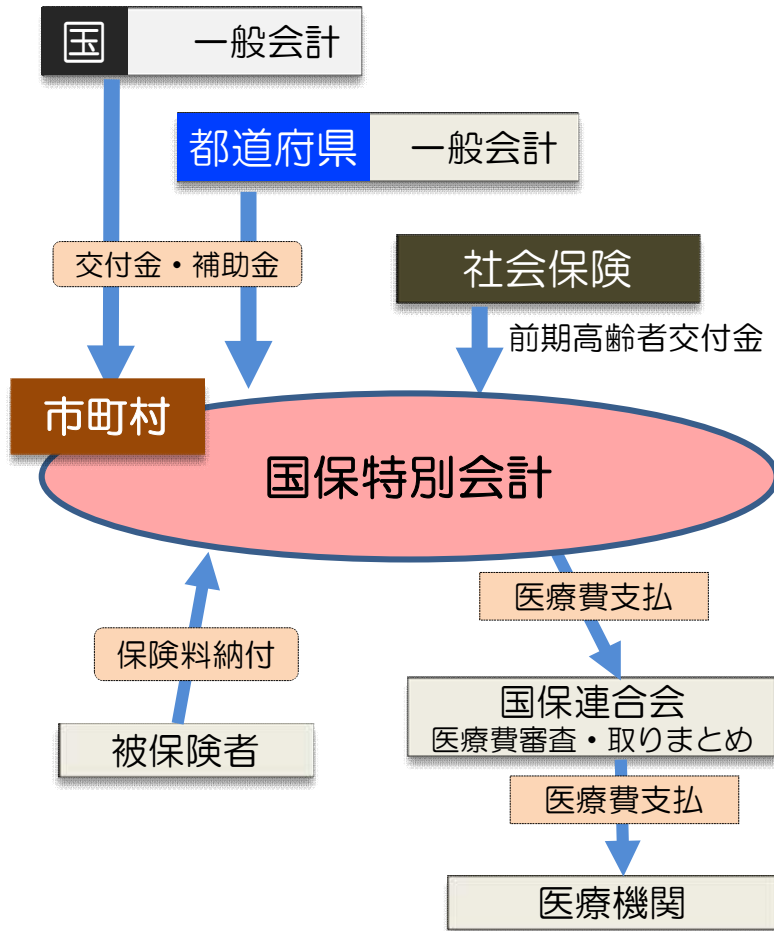 国 一般会計
都道府県 一般会計
交付金・補助金
社会保険
前期高齢者交付金
市町村
国保特別会計
医療費支払
保険料納付
国保連合会
医療費審査・取りまとめ
被保険者
医療費支払
医療機関